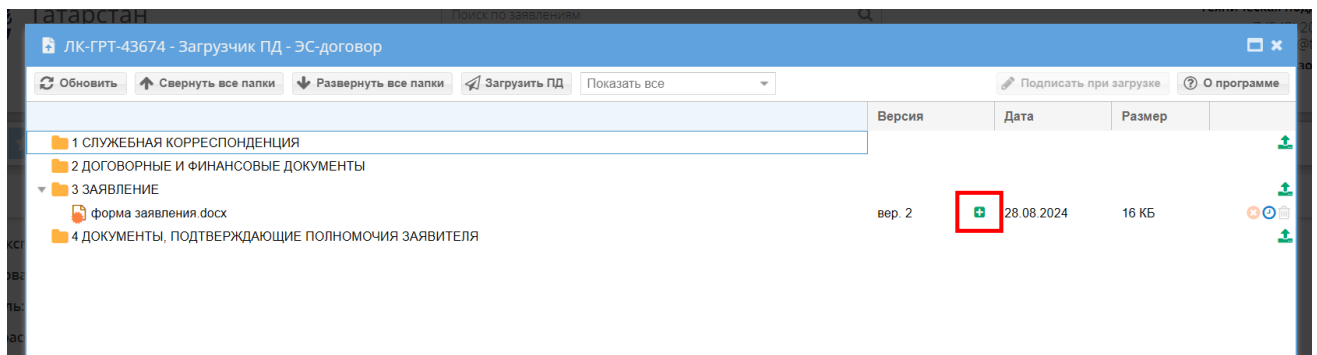 Татарстан
Поиск по заявлениям
ЛК-ГРТ-43674 - Загрузчик ПД - ЭС-договор
Обновить Свернуть все папки Развернуть все папки Загрузить ПД Показать все Подписать при загрузке О программе
Версия Дата Размер
1 СЛУЖЕБНАЯ КОРРЕСПОНДЕНЦИЯ
2 ДОГОВОРНЫЕ И ФИНАНСОВЫЕ ДОКУМЕНТЫ
3 ЗАЯВЛЕНИЕ
форма заявления.docx вер. 2 28.08.2024 16 КБ
4 ДОКУМЕНТЫ, ПОДТВЕРЖДАЮЩИЕ ПОЛНОМОЧИЯ ЗАЯВИТЕЛЯ